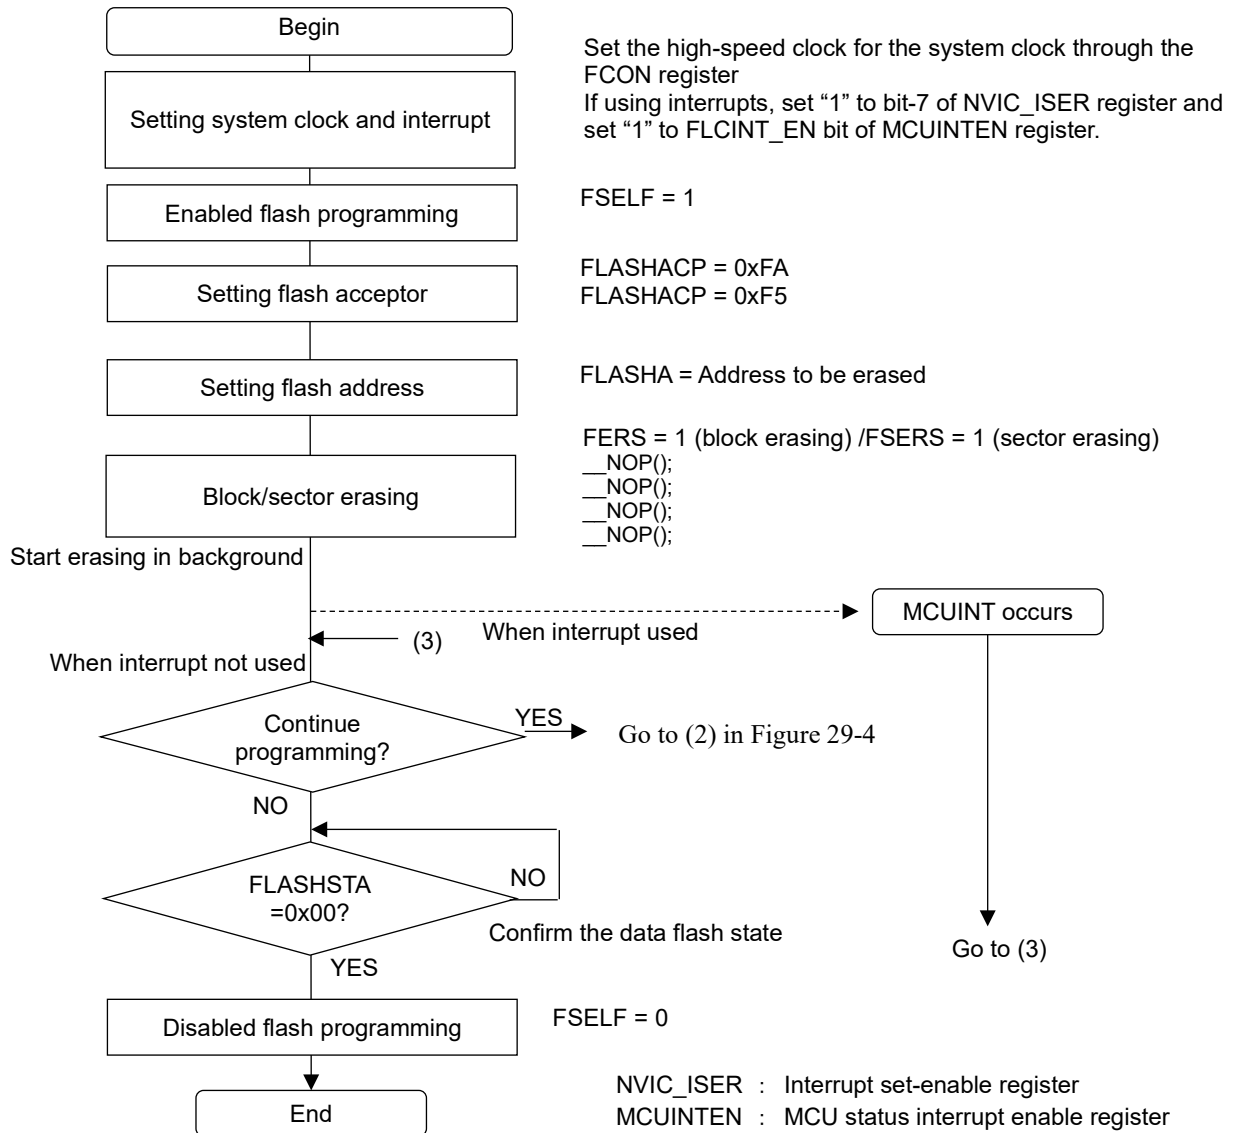 Begin
Set the high-speed clock for the system clock through the
FCON register
If using interrupts, set “1” to bit-7 of NVIC_ISER register and
set “1” to FLCINT_EN bit of MCUINTEN register.
Setting system clock and interrupt
Enabled flash programming
FSELF = 1
Setting flash acceptor
FLASHACP = 0xFA
FLASHACP = 0xF5
Setting flash address
FLASHA = Address to be erased
Block/sector erasing
FERS = 1 (block erasing) /FSERS = 1 (sector erasing)
__NOP();
__NOP();
__NOP();
__NOP();
Start erasing in background
MCUINT occurs
When interrupt used
(3)
When interrupt not used
Continue
programming?
YES
Go to (2) in Figure 29-4
NO
FLASHSTA
=0x00?
NO
Confirm the data flash state
Go to (3)
YES
Disabled flash programming
FSELF = 0
End
NVIC_ISER : Interrupt set-enable register
MCUINTEN : MCU status interrupt enable register